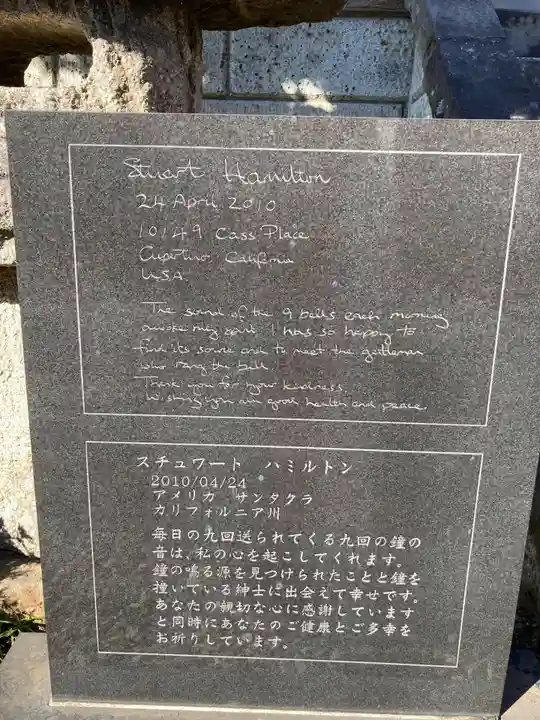 Stuart Hamilton
24 April 2010
10149 Cass Place
Cupertino, California
USA
The sound of the 9 bells each morning
awoke my spirit. I was so happy to
find its source and to meet the gentleman
who rang the bell.
Thank you for your kindness.
Wishing you all good health and peace.
スチュワート ハミルトン
2010/04/24
アメリカ サンタクラ
カリフォルニア川
毎日の九回送られてくる九回の鐘の
音は、私の心を起こしてくれます。
鐘の鳴る源を見つけられたことと鐘を
撞いている紳士に出会えて幸せです。
あなたの親切な心に感謝しています
と同時にあなたのご健康とご多幸を
お祈りしています。